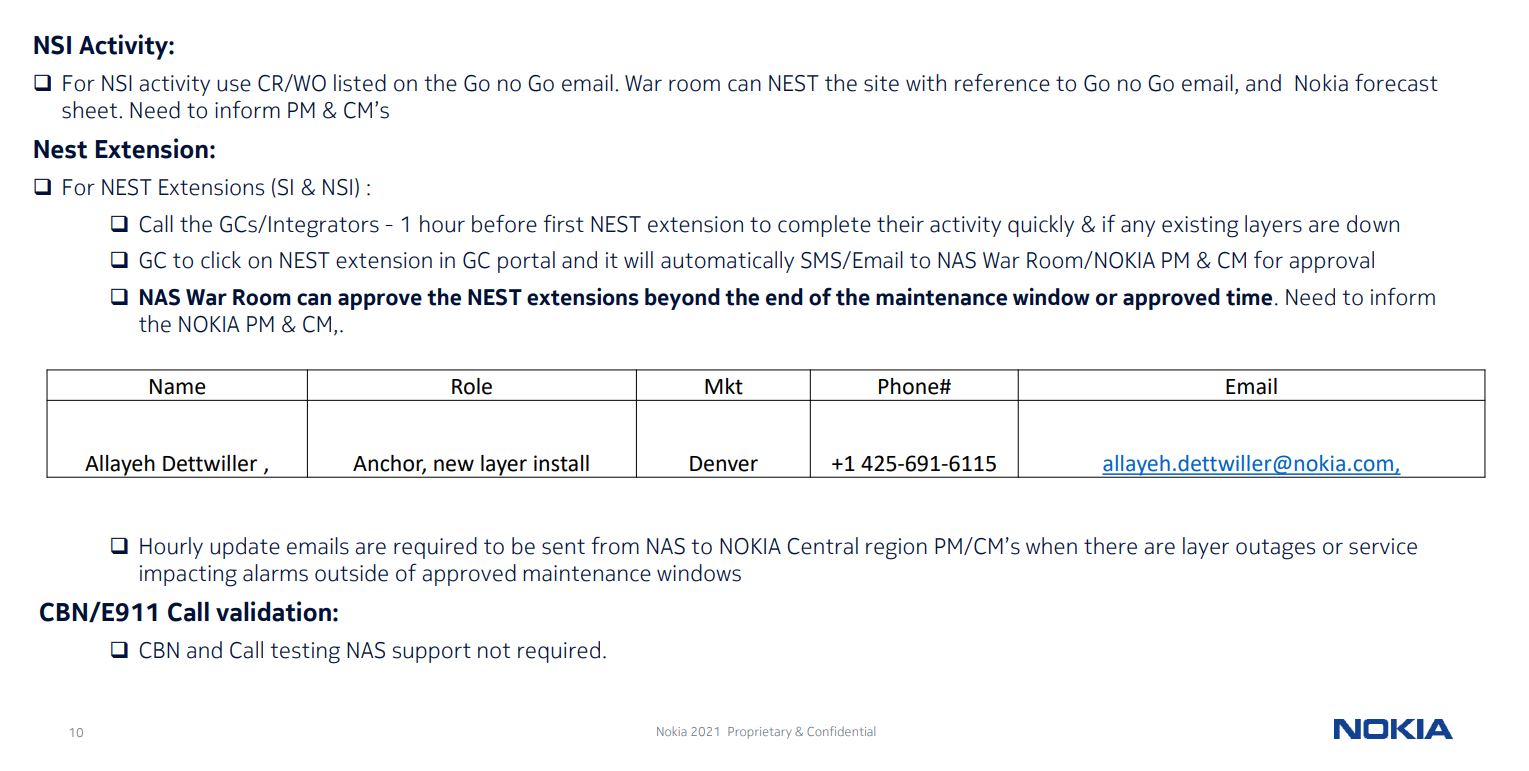 NSI Activity:
❑ For NSI activity use CR/WO listed on the Go no Go email. War room can NEST the site with reference to Go no Go email, and  Nokia forecast
sheet. Need to inform PM & CM’s
Nest Extension:
❑ For NEST Extensions (SI & NSI) :
❑ Call the GCs/Integrators - 1 hour before first NEST extension to complete their activity quickly & if any existing layers are down
❑ GC to click on NEST extension in GC portal and it will automatically SMS/Email to NAS War Room/NOKIA PM & CM for approval
❑ NAS War Room can approve the NEST extensions beyond the end of the maintenance window or approved time. Need to inform
the NOKIA PM & CM,.
Name Role Mkt Phone# Email
Allayeh Dettwiller , Anchor, new layer install Denver +1 425-691-6115 allayeh.dettwiller@nokia.com,
❑ Hourly update emails are required to be sent from NAS to NOKIA Central region PM/CM’s when there are layer outages or service
impacting alarms outside of approved maintenance windows
CBN/E911 Call validation:
❑ CBN and Call testing NAS support not required.
10 Nokia 2021  Proprietary & Confidential NOKIA